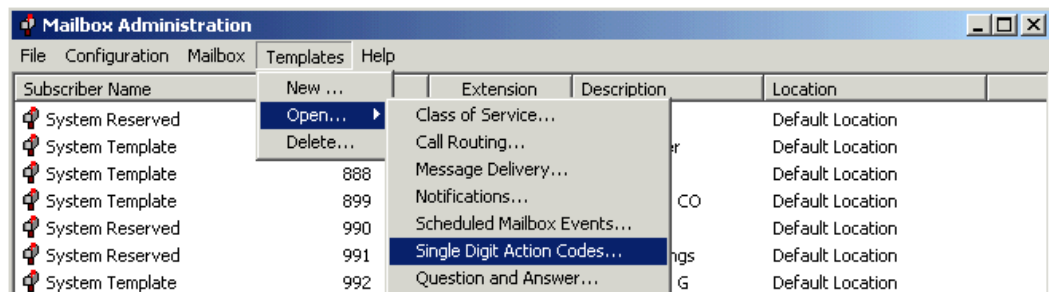 Mailbox Administration
File Configuration Mailbox Templates Help
Subscriber Name Extension Description Location
New ...
Open...
Delete...
Class of Service...
Call Routing...
Message Delivery...
Notifications...
Scheduled Mailbox Events...
Single Digit Action Codes...
Question and Answer...
System Reserved Default Location
System Template er Default Location
System Template 888 Default Location
System Template 899 CO Default Location
System Reserved 990 Default Location
System Reserved 991 ngs Default Location
System Template 992 G Default Location